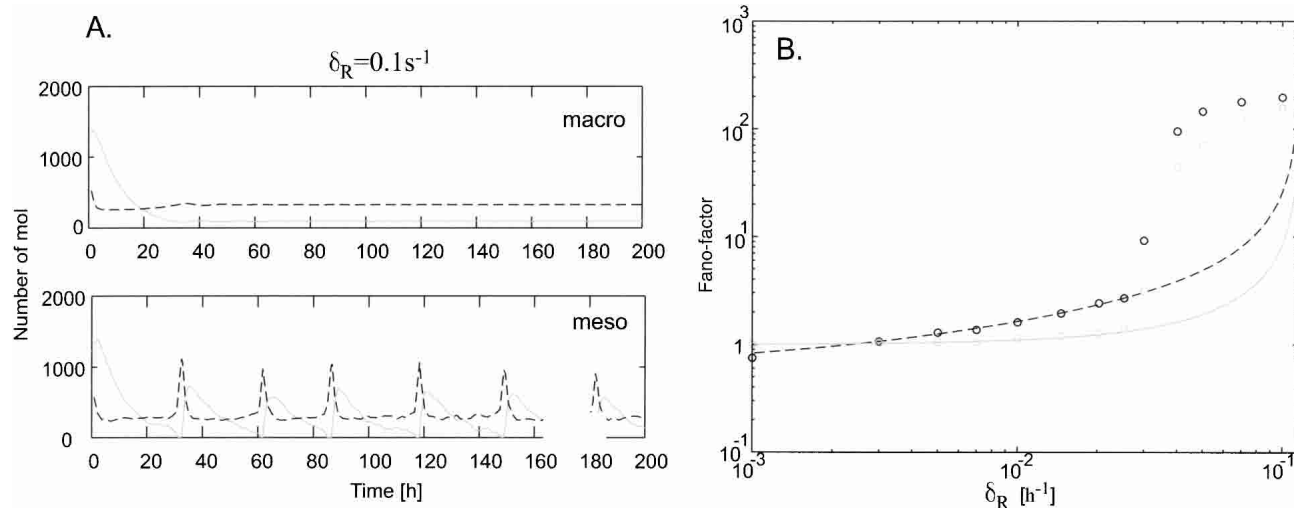 A.
δR=0.1s-1
2000
1000
0
macro
0 20 40 60 80 100 120 140 160 180 200
Number of mol
2000
1000
0
meso
0 20 40 60 80 100 120 140 160 180 200
Time [h]
B.
10^3
10^2
10^1
1
10^-1
Fano-factor
10^-3 10^-2 10^-1
δR [h-1]